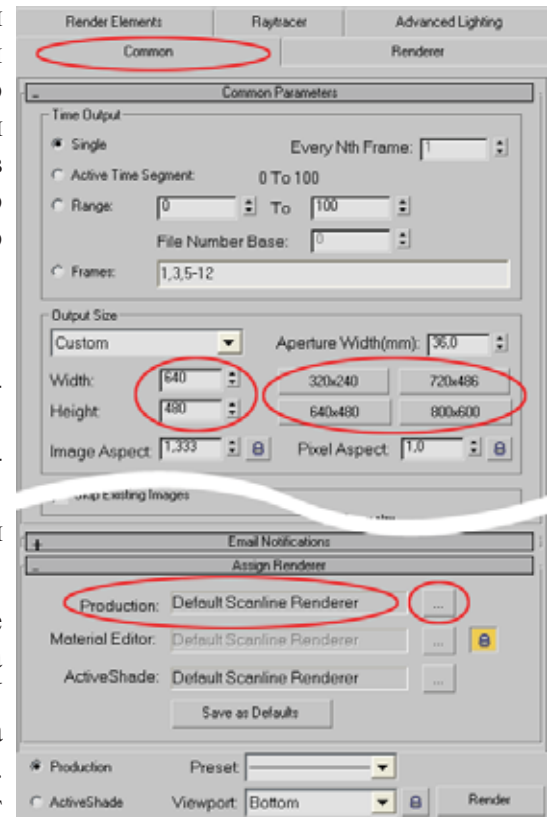 Render Elements Raytracer Advanced Lighting
Common Renderer
- Common Parameters
Time Output
Single Every Nth Frame: 1
Active Time Segment: 0 To 100
Range: 0 To 100
File Number Base: 0
Frames: 1,3,5-12
Output Size
Custom Aperture Width(mm): 36,0
Width: 640 320x240 720x486
Height: 480 640x480 800x600
Image Aspect: 1,333 Pixel Aspect: 1,0
Skip Existing Images
+ Email Notifications
- Assign Renderer
Production: Default Scanline Renderer ...
Material Editor: Default Scanline Renderer ...
ActiveShade: Default Scanline Renderer ...
Save as Defaults
Production Preset:
ActiveShade Viewport: Bottom Render